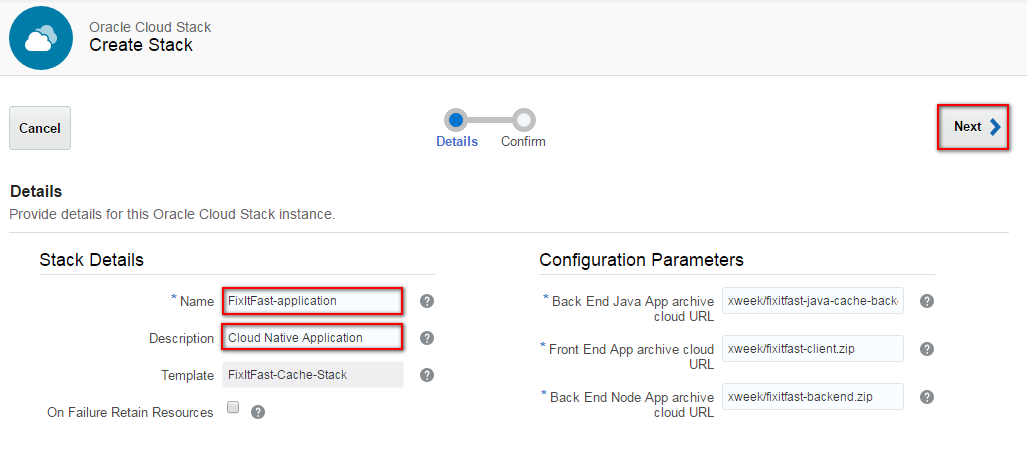 Oracle Cloud Stack
Create Stack
Cancel
Details
Confirm
Next
Details
Provide details for this Oracle Cloud Stack instance.
Stack Details
* Name
FixItFast-application
?
Description
Cloud Native Application
?
Template
FixItFast-Cache-Stack
?
On Failure Retain Resources
?
Configuration Parameters
* Back End Java App archive
cloud URL
xweek/fixitfast-java-cache-back
?
* Front End App archive cloud
URL
xweek/fixitfast-client.zip
?
* Back End Node App archive
cloud URL
xweek/fixitfast-backend.zip
?